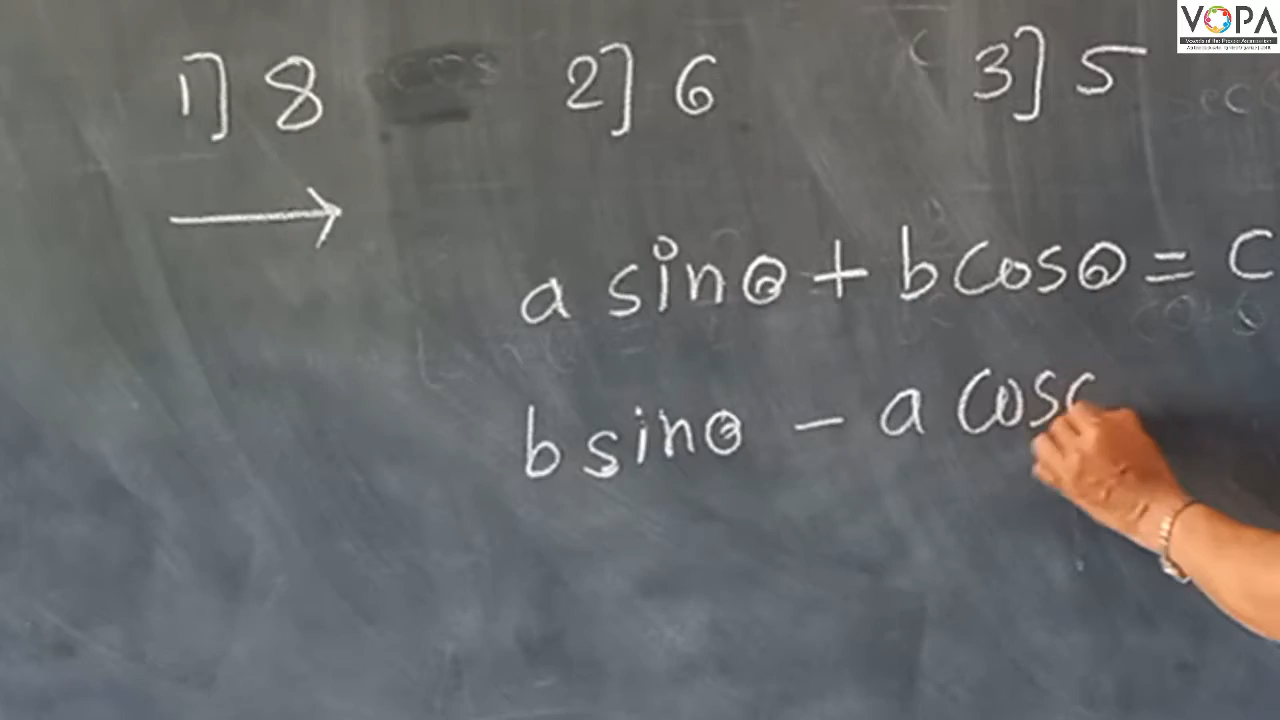 VOPA
1] 8 2] 6 3] 5
a sinθ + b cosθ = c
b sinθ - a cos